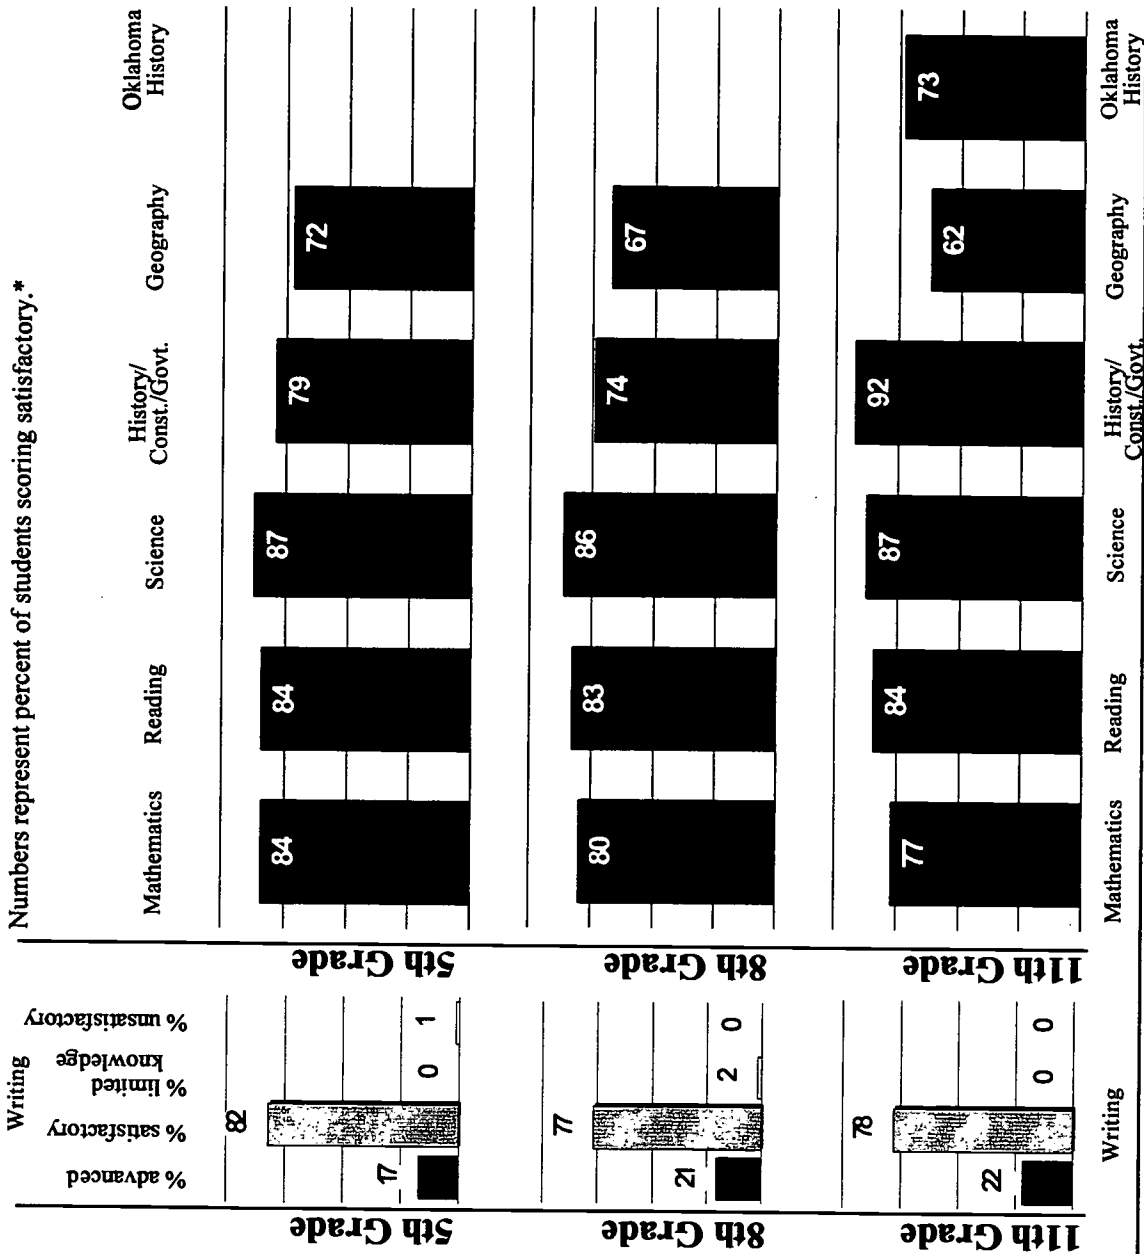 Numbers represent percent of students scoring satisfactory.*
Writing
% advanced
% satisfactory
% limited
knowledge
% unsatisfactory
Mathematics
Reading
Science
History/
Const./Govt.
Geography
Oklahoma
History
5th Grade
17
82
0
1
5th Grade
84
84
87
79
72
8th Grade
21
77
2
0
8th Grade
80
83
86
74
67
11th Grade
22
78
0
0
11th Grade
77
84
87
92
62
73
Writing
Mathematics
Reading
Science
History/
Const./Govt.
Geography
Oklahoma
History